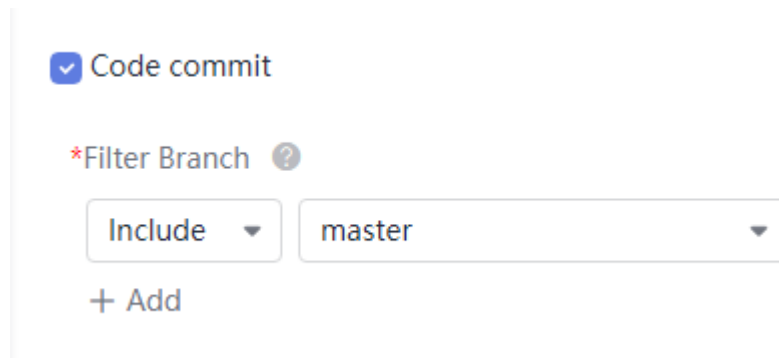 Code commit
*Filter Branch ?
Include master
+ Add